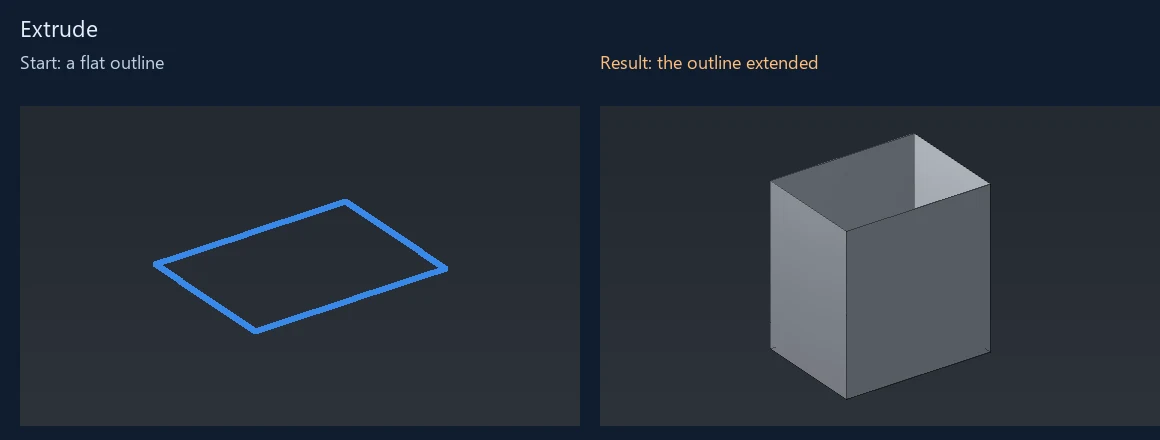 Extrude
Start: a flat outline
Result: the outline extended